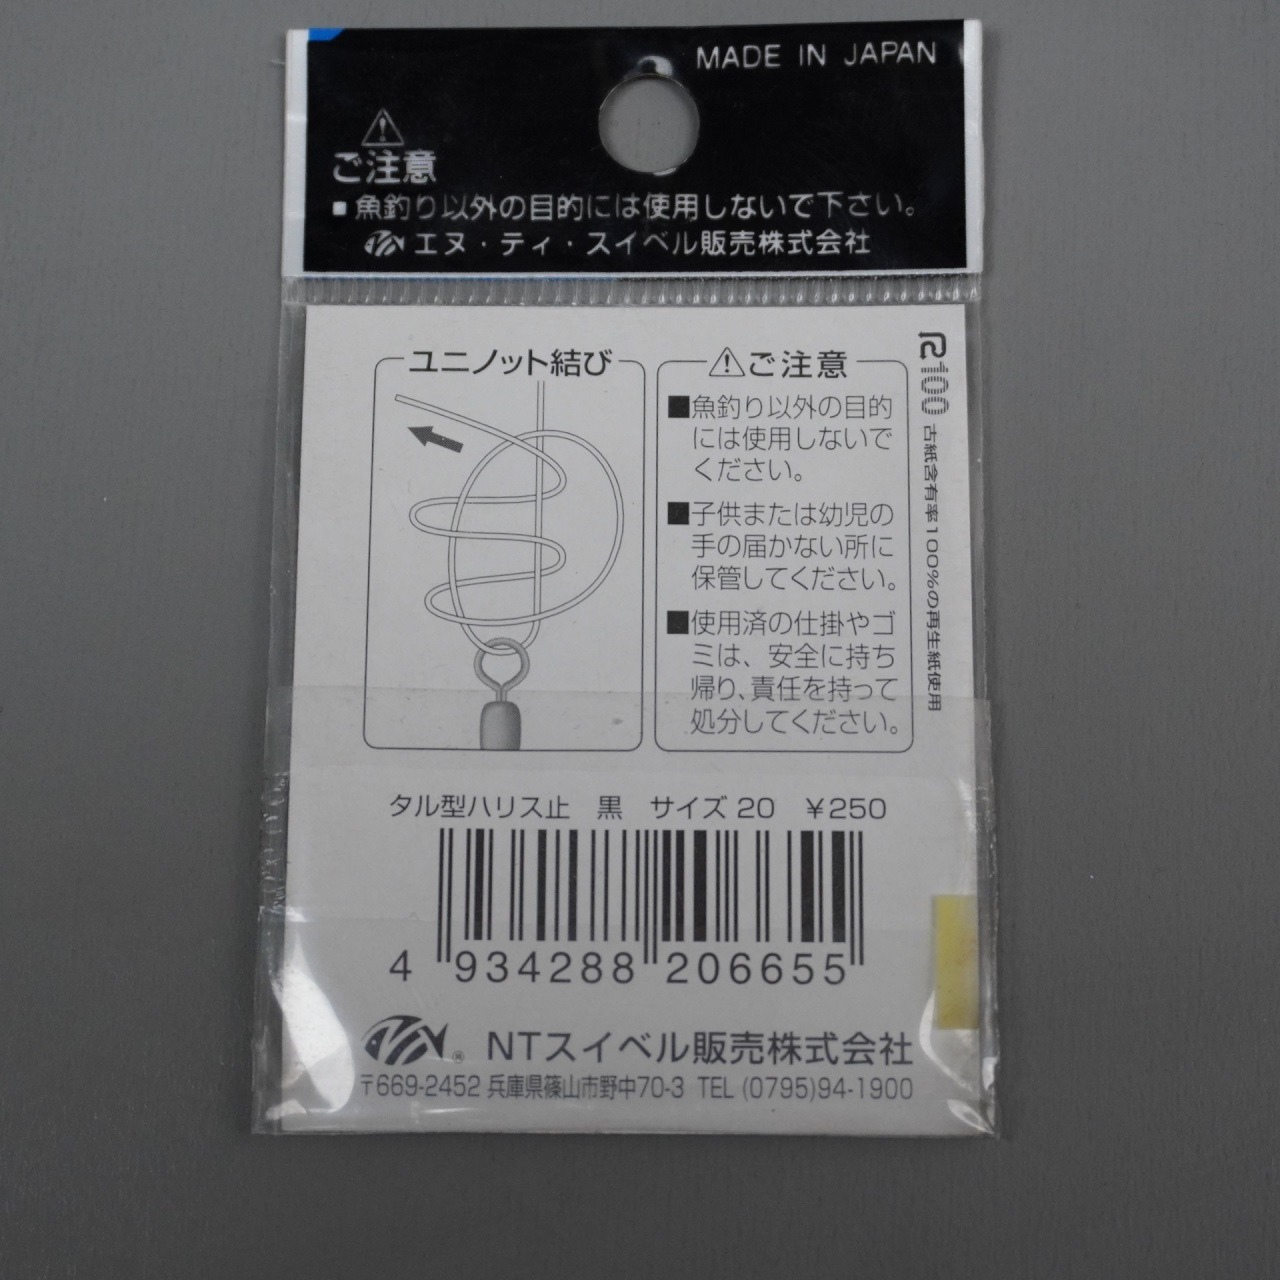 MADE IN JAPAN
ご注意
■魚釣り以外の目的には使用しないで下さい。
エヌ・ティ・スイベル販売株式会社
ユニノット結び
ご注意
■魚釣り以外の目的
には使用しないで
ください。
■子供または幼児の
手の届かない所に
保管してください。
■使用済の仕掛やゴ
ミは、安全に持ち
帰り、責任を持って
処分してください。
R100
古紙含有率100%の再生紙使用
タル型ハリス止 黒 サイズ20 ¥250
4 934288 206655
® NTスイベル販売株式会社
〒669-2452 兵庫県篠山市野中70-3 TEL (0795)94-1900